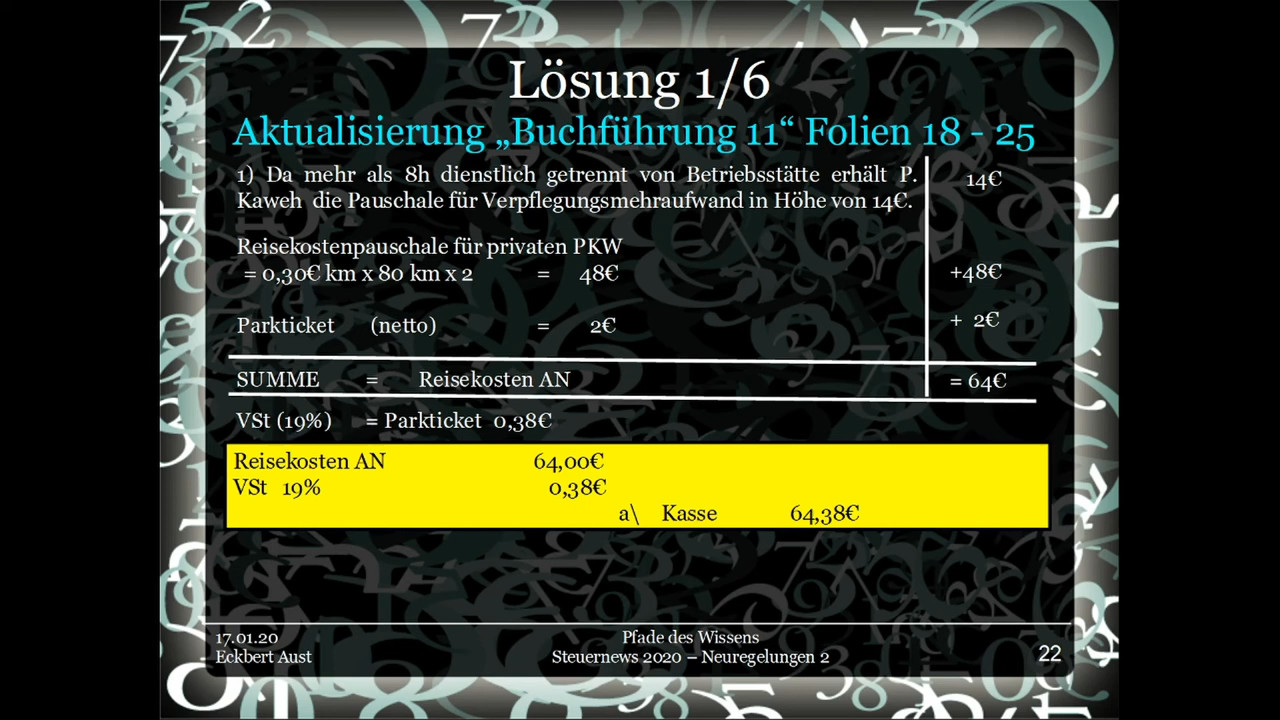 Lösung 1/6
Aktualisierung „Buchführung 11“ Folien 18 - 25
1) Da mehr als 8h dienstlich getrennt von Betriebsstätte erhält P. 14€
Kaweh die Pauschale für Verpflegungsmehraufwand in Höhe von 14€.
Reisekostenpauschale für privaten PKW
= 0,30€ km x 80 km x 2 = 48€ +48€
Parkticket (netto) = 2€ + 2€
SUMME = Reisekosten AN = 64€
VSt (19%) = Parkticket 0,38€
Reisekosten AN 64,00€
VSt 19% 0,38€
a\ Kasse 64,38€
17.01.20 Pfade des Wissens
Eckbert Aust Steuernews 2020 – Neuregelungen 2 22